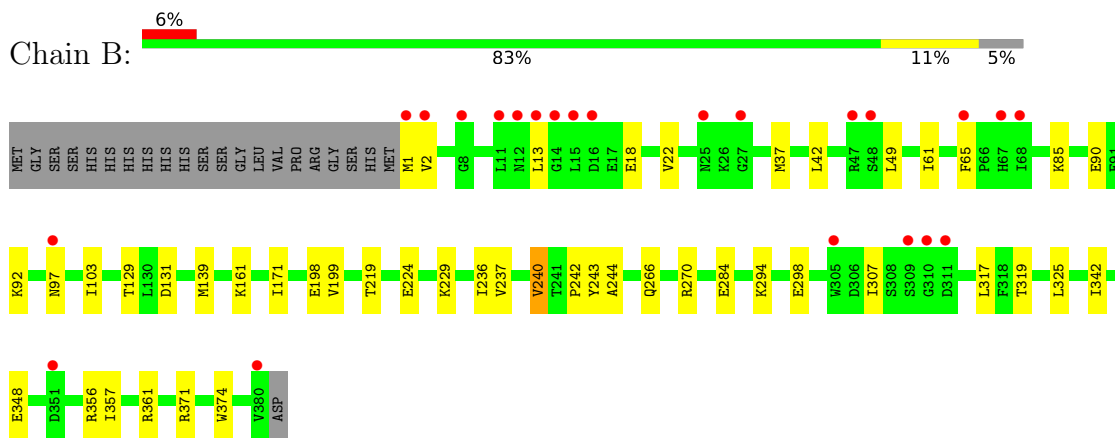 6%
Chain B:
83% 11% 5%
MET GLY SER SER HIS HIS HIS HIS HIS HIS SER SER GLY LEU VAL PRO ARG GLY SER HIS MET M1 V2 G8 L11 N12 L13 G14 L15 D16 E17 E18 V22 N25 K26 G27 M37 L42 R47 S48 L49 I61 F65 P66 H67 I68 K85 E90 E91
K92 N97 I103 T129 L130 D131 M139 K161 I171 E198 V199 T219 E224 K229 I236 V237 V240 T241 P242 Y243 A244 Q266 R270 E284 K294 E298 W305 D306 I307 S308 S309 G310 D311 L317 F318 T319 L325 I342
E348 D351 R356 I357 R361 R371 W374 V380 ASP